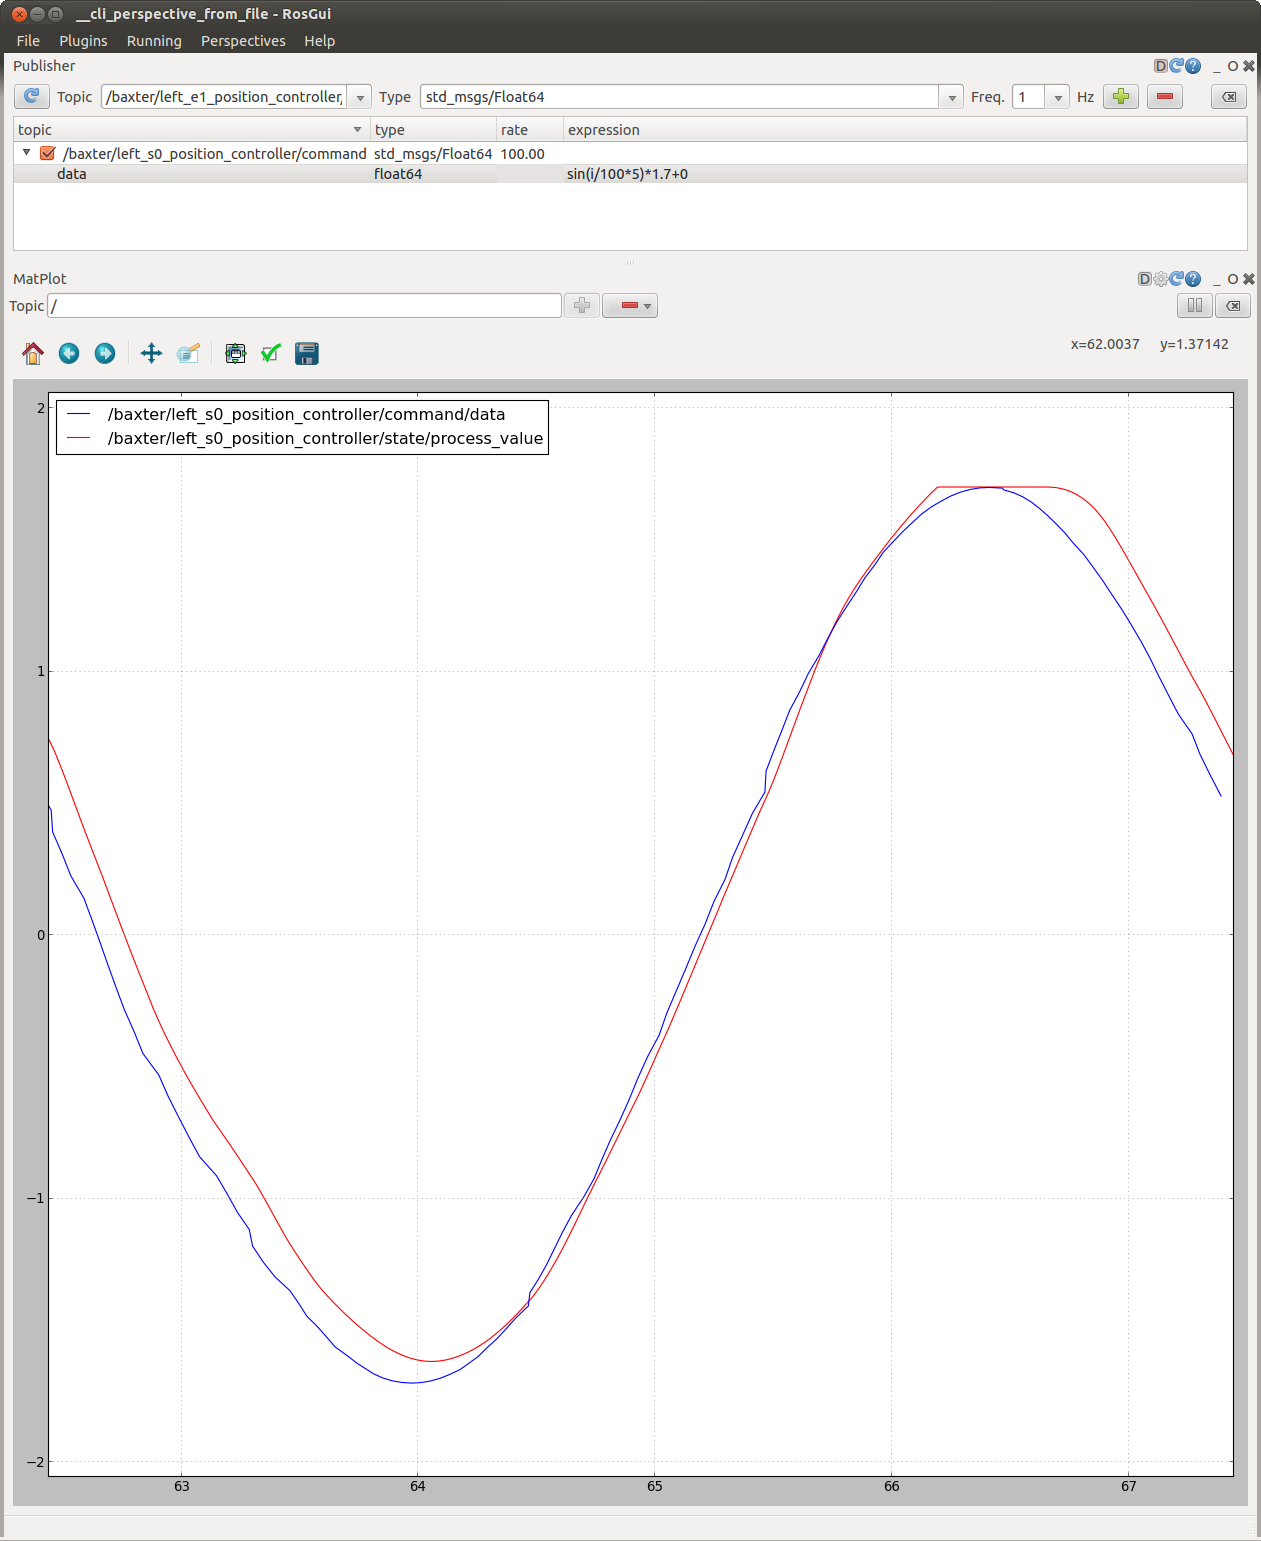 __cli_perspective_from_file - RosGui
File Plugins Running Perspectives Help
Publisher D ? _ O
Topic /baxter/left_e1_position_controller/ Type std_msgs/Float64 Freq. 1 Hz
topic type rate expression
/baxter/left_s0_position_controller/command std_msgs/Float64 100.00
data float64 sin(i/100*5)*1.7+0
MatPlot D ? _ O
Topic /
x=62.0037 y=1.37142
/baxter/left_s0_position_controller/command/data
/baxter/left_s0_position_controller/state/process_value
2
1
0
−1
−2
63 64 65 66 67